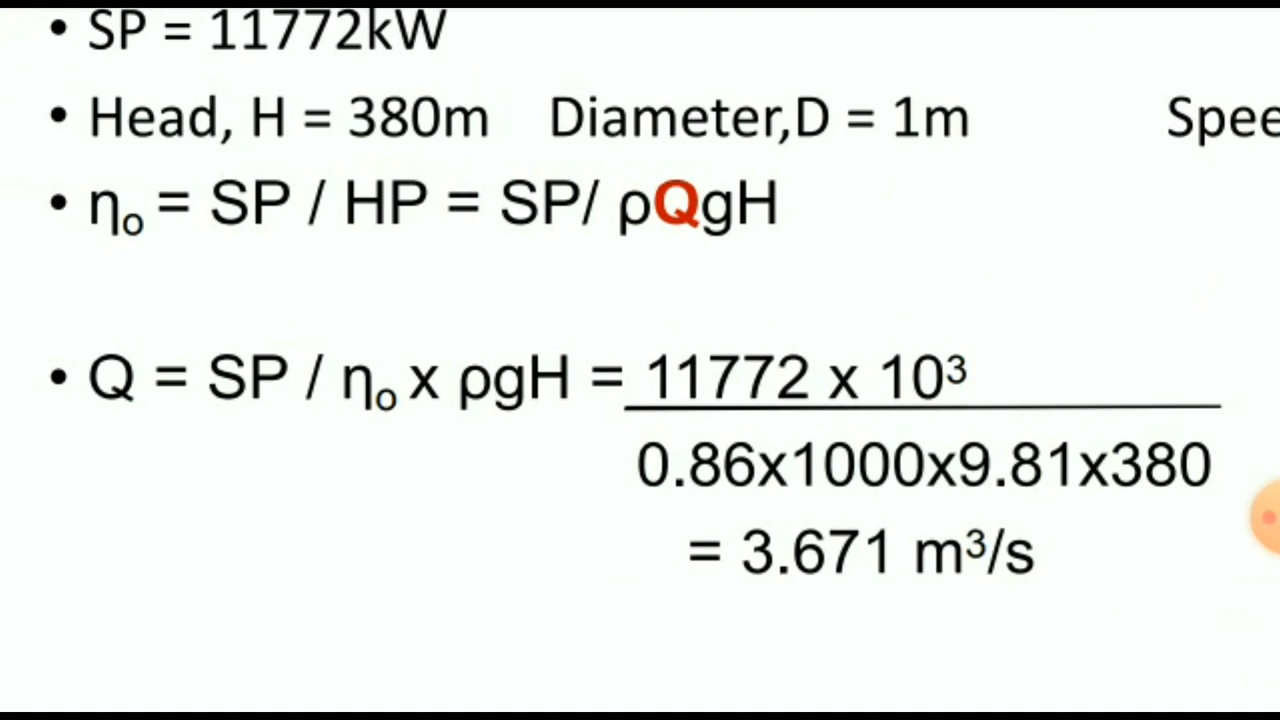 • SP = 11772kW
• Head, H = 380m Diameter,D = 1m Spee
• ηₒ = SP / HP = SP/ ρQgH
• Q = SP / ηₒ x ρgH = 11772 x 10³
0.86x1000x9.81x380
= 3.671 m³/s